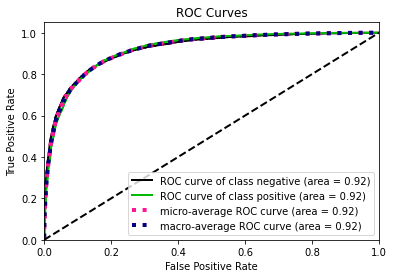 ROC Curves
True Positive Rate
1.0
0.8
0.6
0.4
0.2
0.0
ROC curve of class negative (area = 0.92)
ROC curve of class positive (area = 0.92)
micro-average ROC curve (area = 0.92)
macro-average ROC curve (area = 0.92)
0.0 0.2 0.4 0.6 0.8 1.0
False Positive Rate